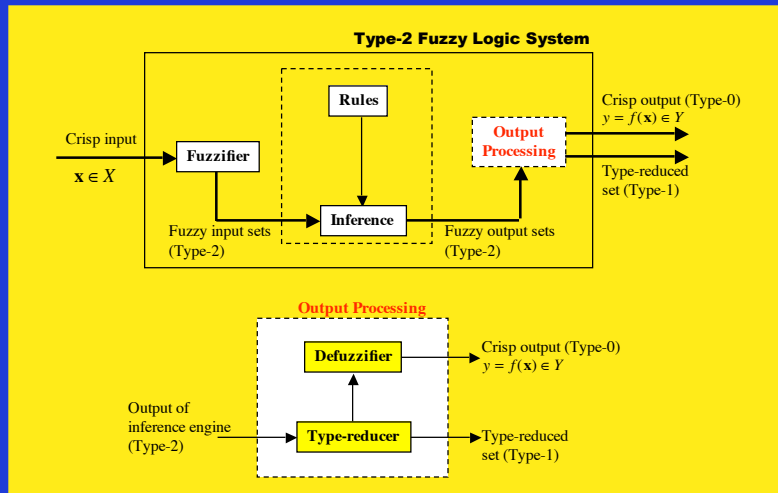 Type-2 Fuzzy Logic System
Rules
Crisp input
x ∈ X
Fuzzifier
Inference
Fuzzy input sets
(Type-2)
Fuzzy output sets
(Type-2)
Output
Processing
Crisp output (Type-0)
y = f(x) ∈ Y
Type-reduced
set (Type-1)
Output Processing
Defuzzifier
Crisp output (Type-0)
y = f(x) ∈ Y
Output of
inference engine
(Type-2)
Type-reducer
Type-reduced
set (Type-1)